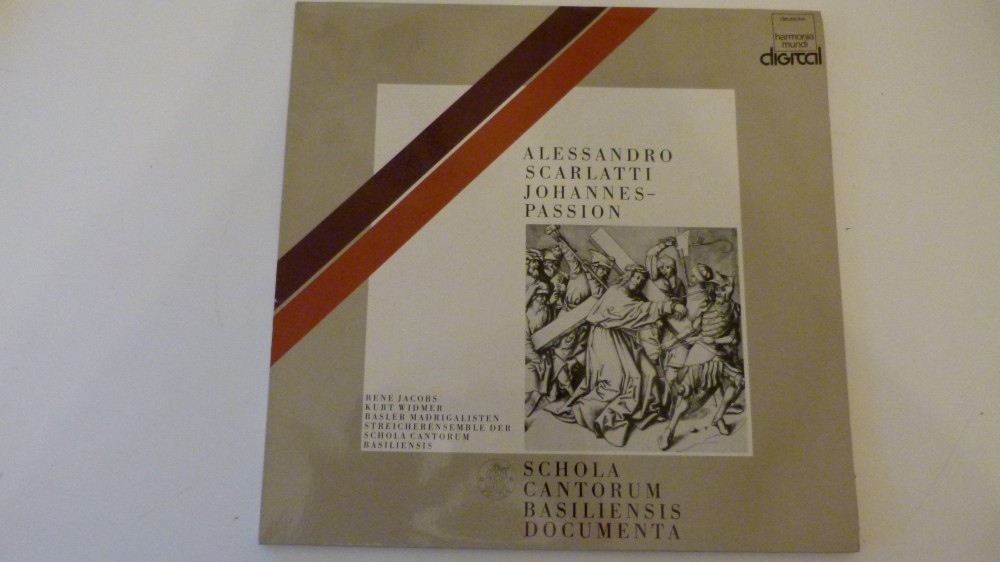 deutsche
harmonia
mundi
digital
ALESSANDRO
SCARLATTI
JOHANNES-
PASSION
RENE JACOBS
KURT WIDMER
BASLER MADRIGALISTEN
STREICHERENSEMBLE DER
SCHOLA CANTORUM
BASILIENSIS
SCHOLA
CANTORUM
BASILIENSIS
DOCUMENTA